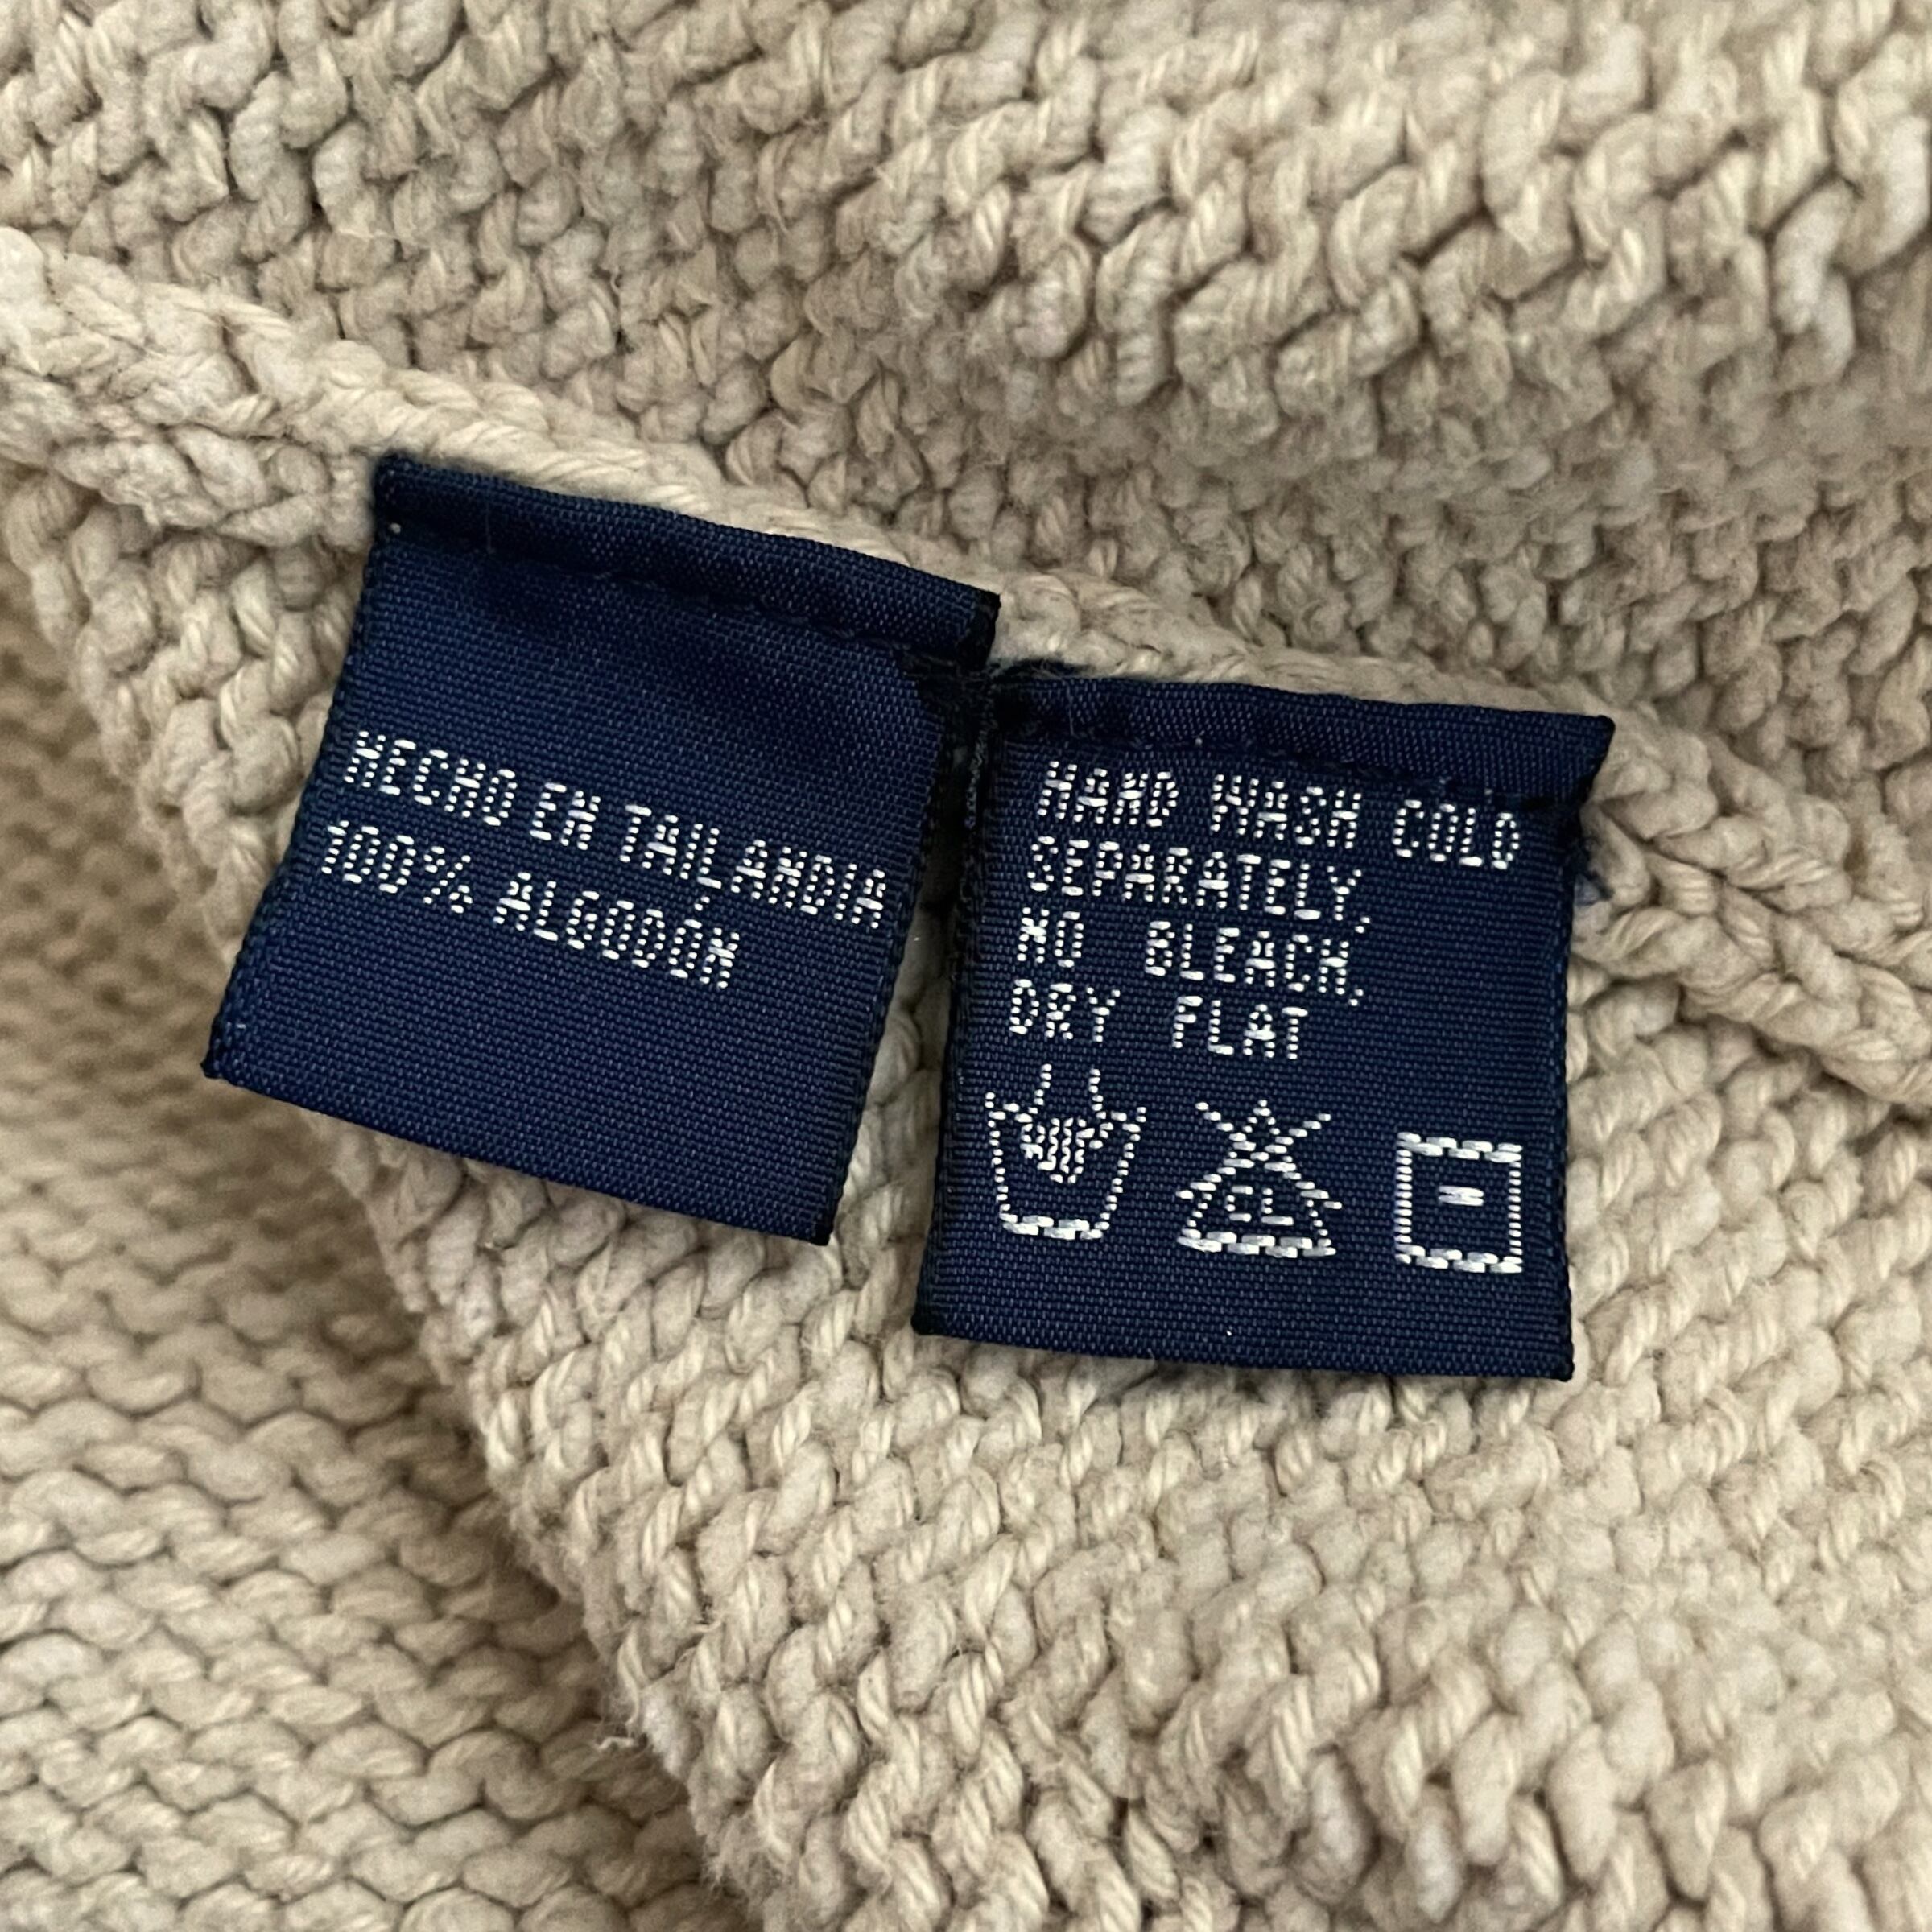 HECHO EN TAILANDIA
100% ALGODÓN
HAND WASH COLD
SEPARATELY,
NO BLEACH,
DRY FLAT
CL